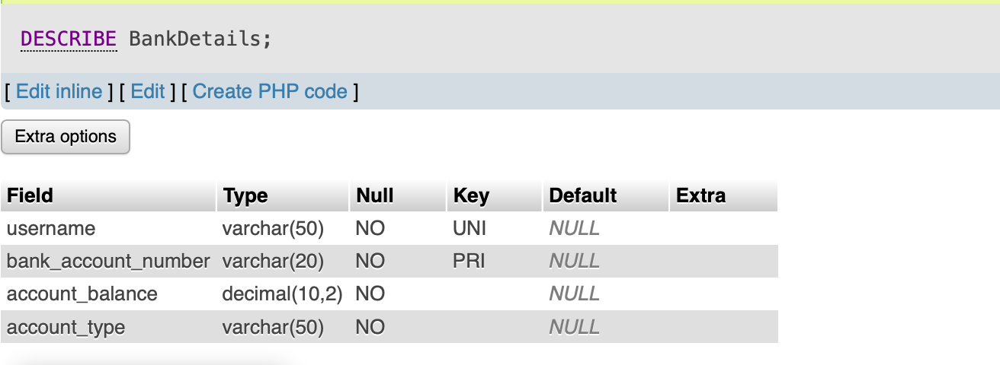 DESCRIBE BankDetails;
[ Edit inline ] [ Edit ] [ Create PHP code ]
Extra options
Field Type Null Key Default Extra
username varchar(50) NO UNI NULL
bank_account_number varchar(20) NO PRI NULL
account_balance decimal(10,2) NO NULL
account_type varchar(50) NO NULL